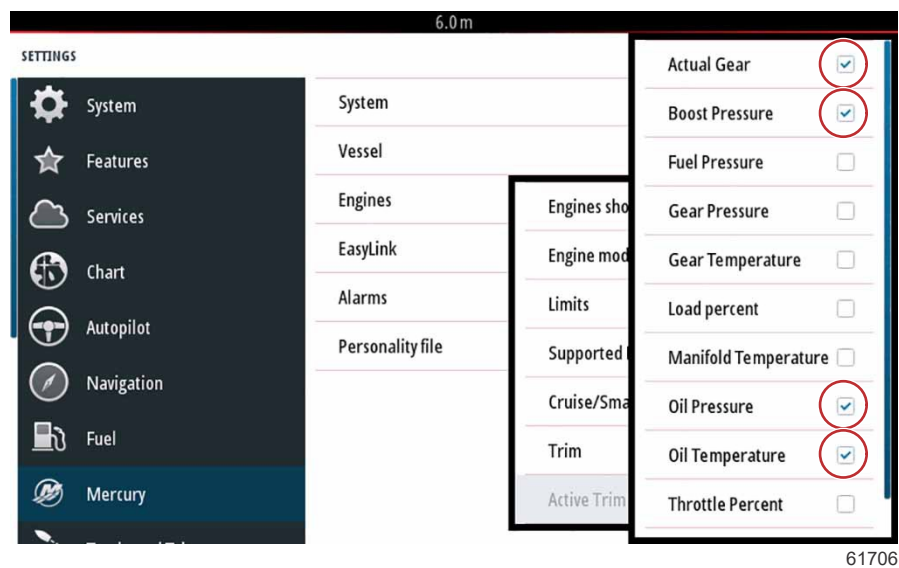 6.0 m
SETTINGS
System
Features
Services
Chart
Autopilot
Navigation
Fuel
Mercury
System
Vessel
Engines
EasyLink
Alarms
Personality file
Engines sho
Engine mod
Limits
Supported
Cruise/Sma
Trim
Active Trim
Actual Gear
Boost Pressure
Fuel Pressure
Gear Pressure
Gear Temperature
Load percent
Manifold Temperature
Oil Pressure
Oil Temperature
Throttle Percent
61706